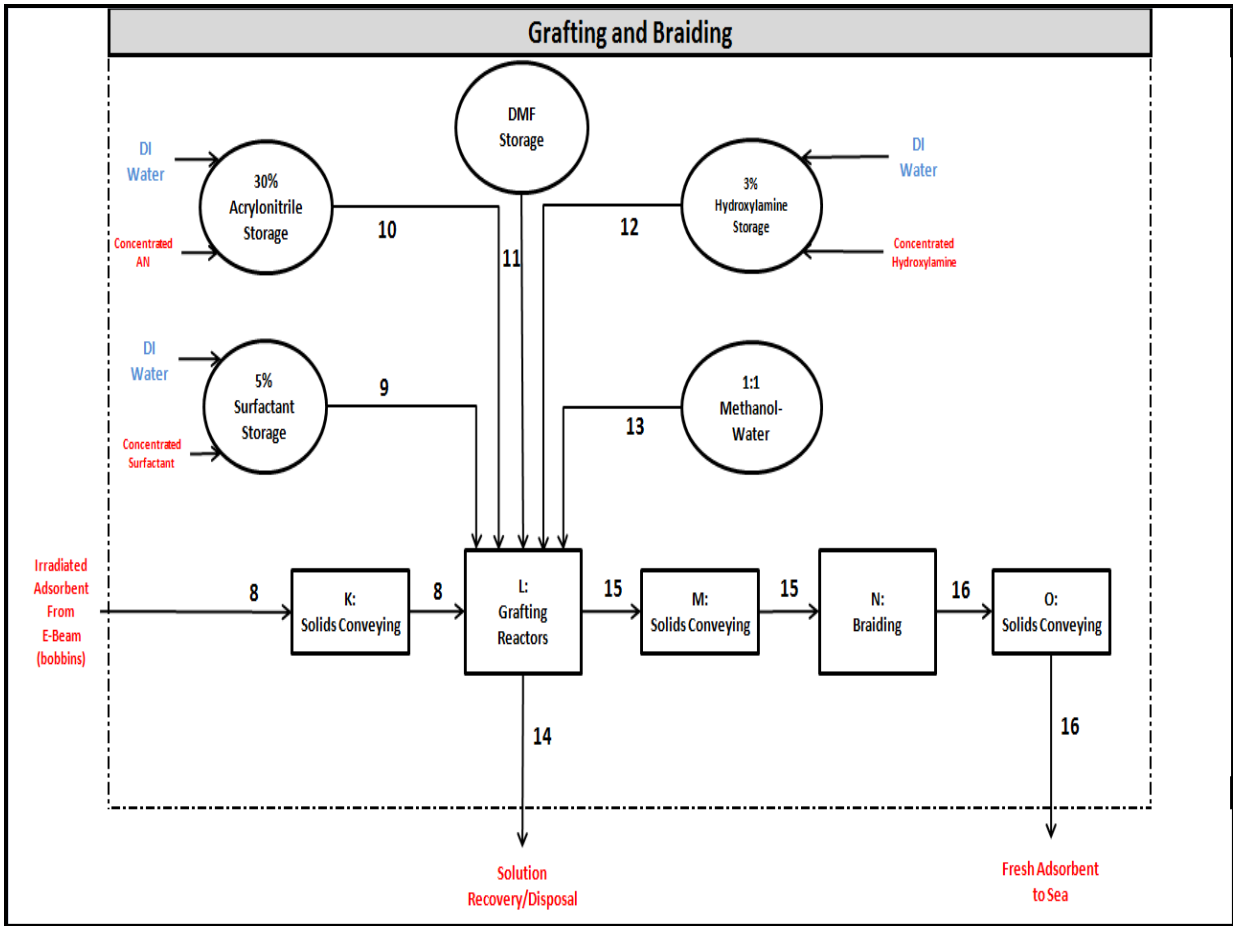 Grafting and Braiding
DMF
Storage
DI
Water
30%
Acrylonitrile
Storage
Concentrated
AN
10
11
12
3%
Hydroxylamine
Storage
DI
Water
Concentrated
Hydroxylamine
DI
Water
5%
Surfactant
Storage
Concentrated
Surfactant
9
13
1:1
Methanol-
Water
Irradiated
Adsorbent
From
E-Beam
(bobbins)
8
K:
Solids Conveying
8
L:
Grafting
Reactors
15
M:
Solids Conveying
15
N:
Braiding
16
O:
Solids Conveying
14
16
Solution
Recovery/Disposal
Fresh Adsorbent
to Sea